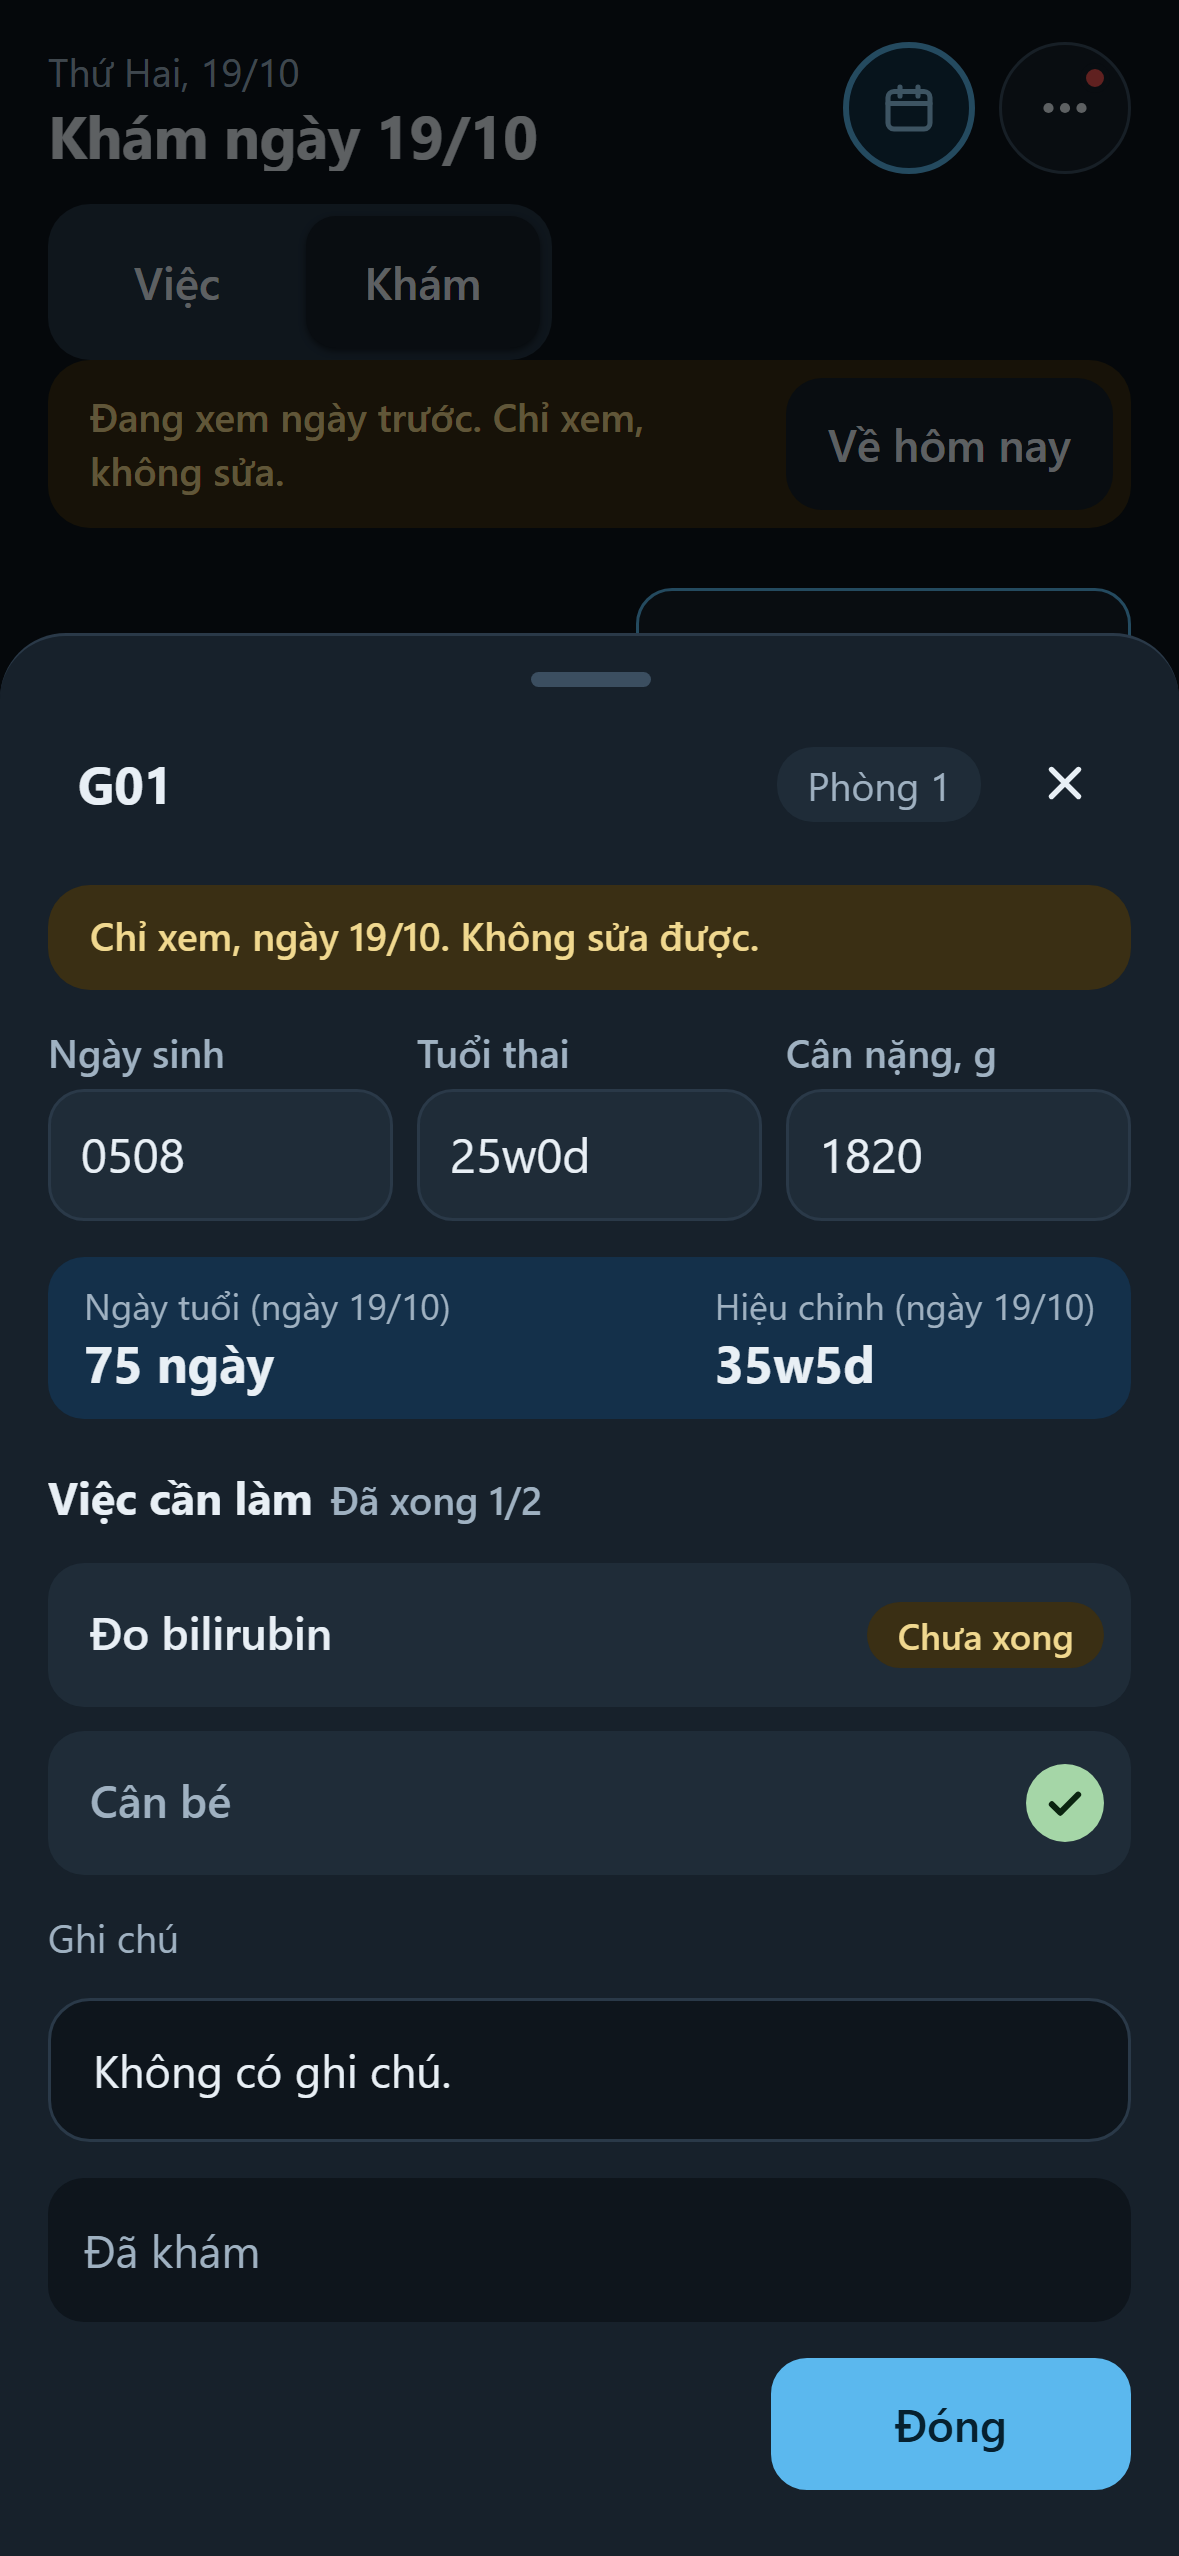 Thứ Hai, 19/10
Khám ngày 19/10
Việc
Khám
Đang xem ngày trước. Chỉ xem,
không sửa.
Về hôm nay
G01
Phòng 1
Chỉ xem, ngày 19/10. Không sửa được.
Ngày sinh
Tuổi thai
Cân nặng, g
0508
25w0d
1820
Ngày tuổi (ngày 19/10)
Hiệu chỉnh (ngày 19/10)
75 ngày
35w5d
Việc cần làm Đã xong 1/2
Đo bilirubin
Chưa xong
Cân bé
Ghi chú
Không có ghi chú.
Đã khám
Đóng